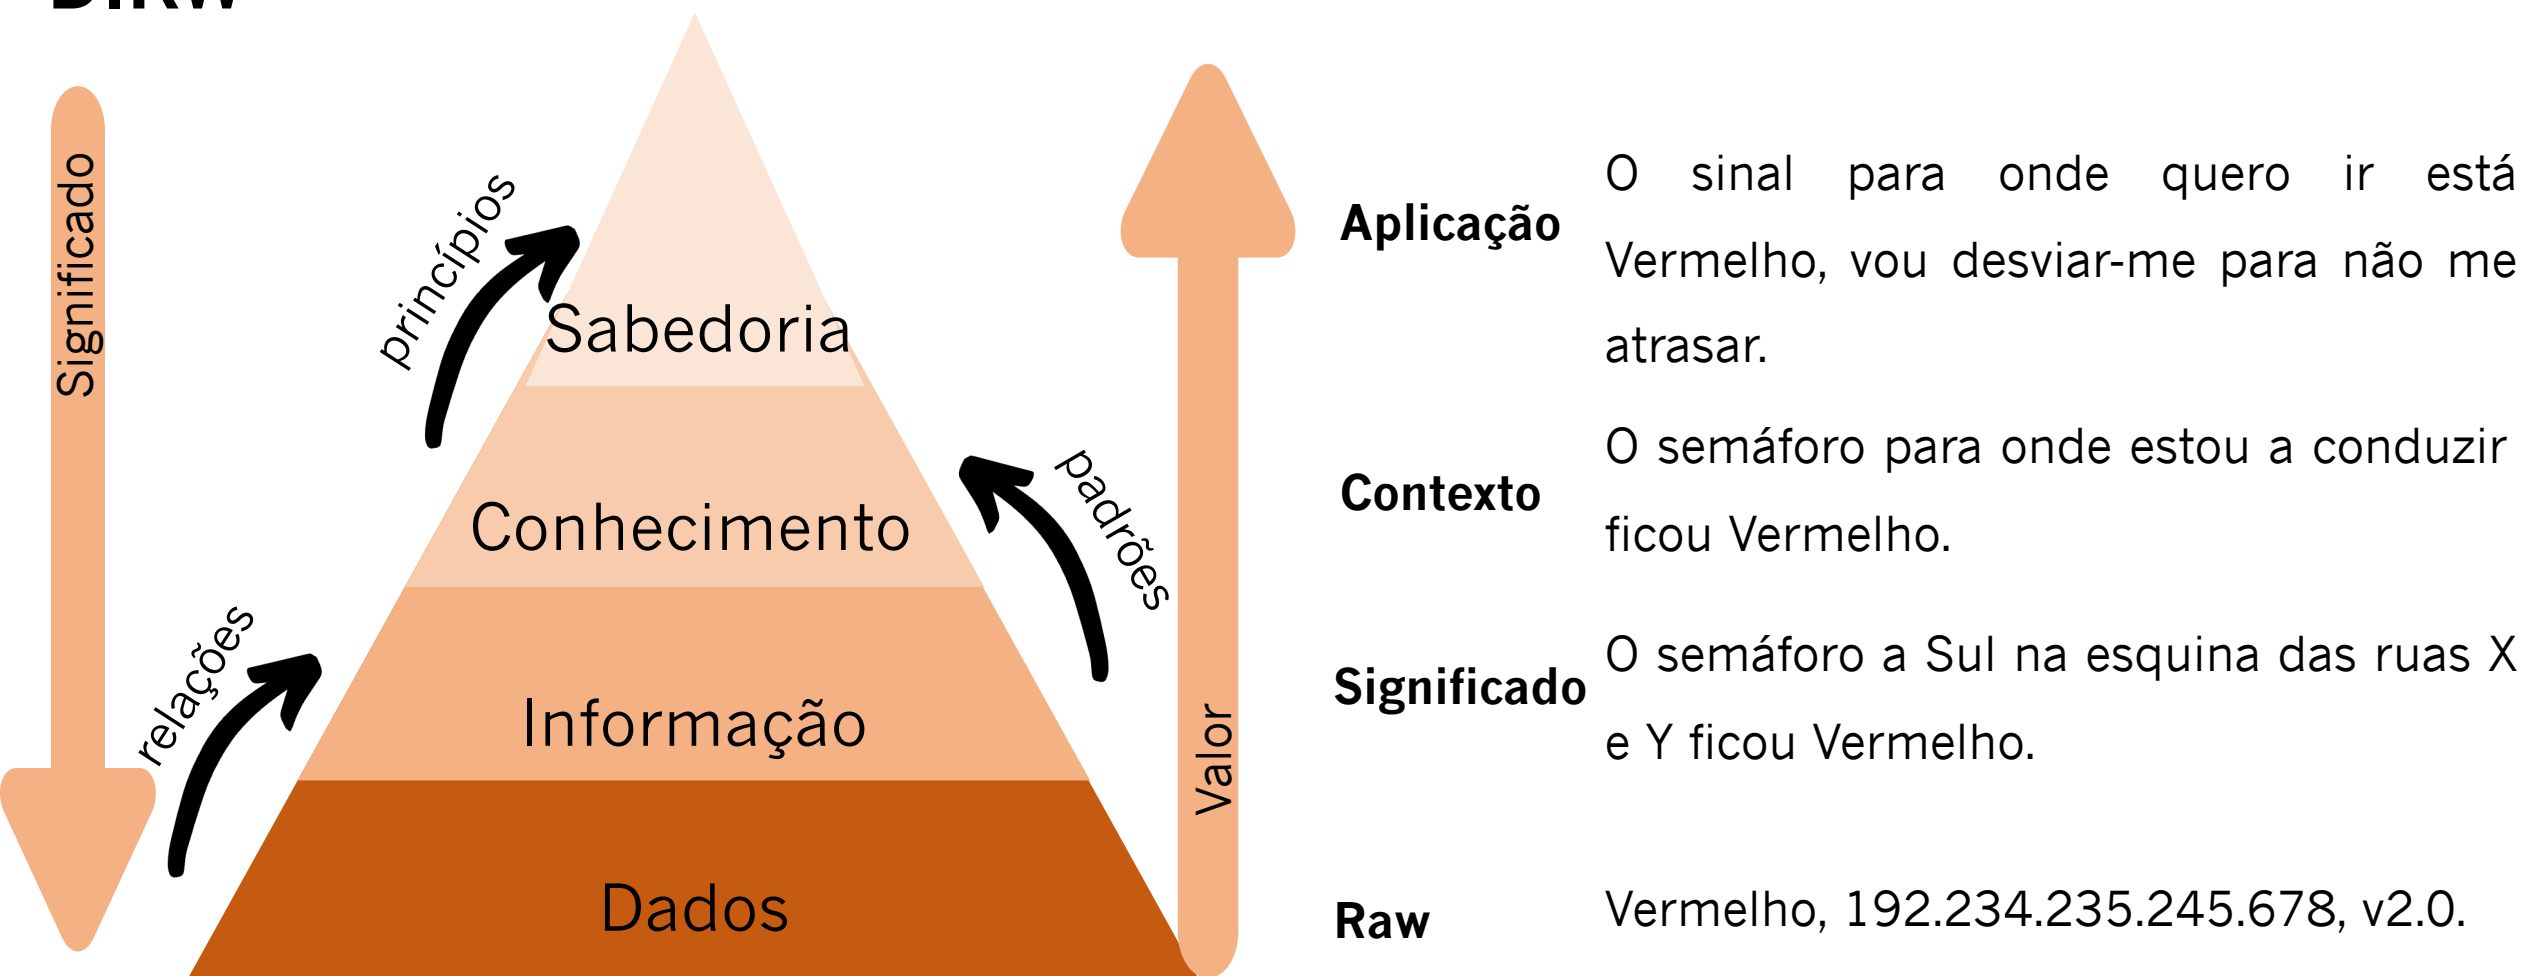 Significado
princípios
Sabedoria
Conhecimento
padrões
relações
Informação
Dados
Valor
Aplicação
O sinal para onde quero ir está
Vermelho, vou desviar-me para não me
atrasar.
Contexto
O semáforo para onde estou a conduzir
ficou Vermelho.
Significado
O semáforo a Sul na esquina das ruas X
e Y ficou Vermelho.
Raw
Vermelho, 192.234.235.245.678, v2.0.